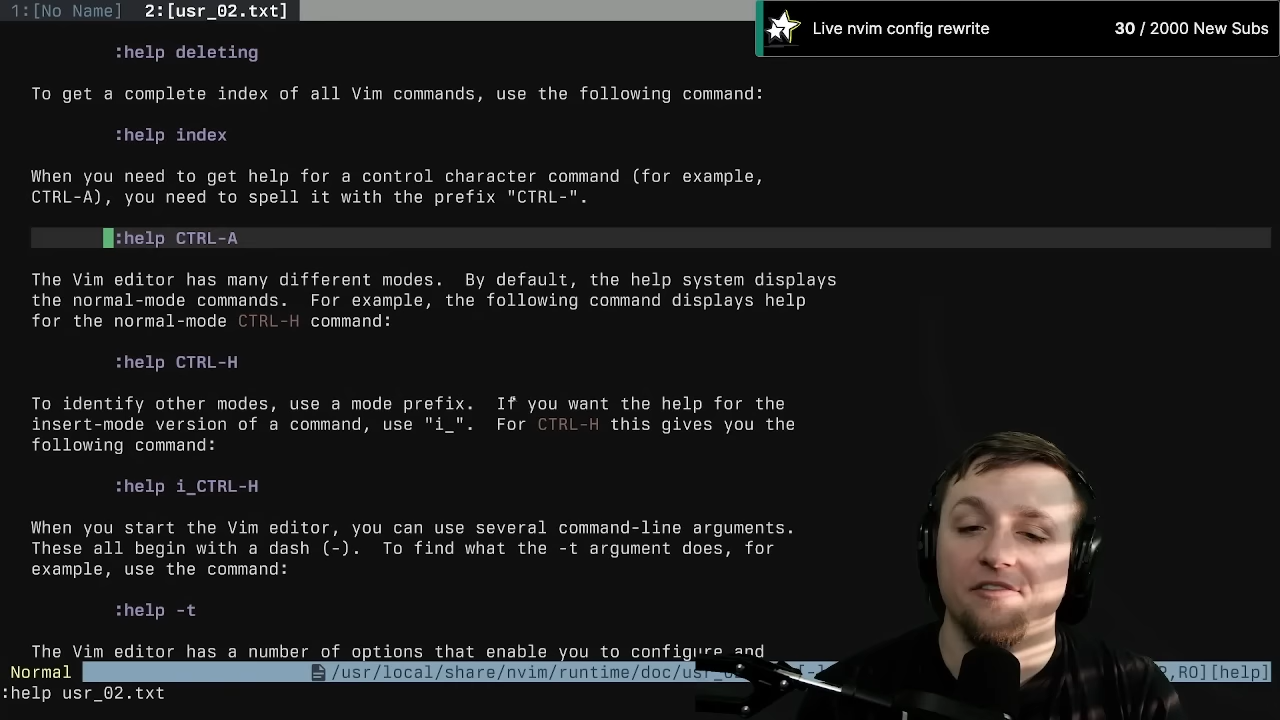 1:[No Name]  2:[usr_02.txt]
Live nvim config rewrite 30 / 2000 New Subs
:help deleting
To get a complete index of all Vim commands, use the following command:
:help index
When you need to get help for a control character command (for example,
CTRL-A), you need to spell it with the prefix "CTRL-".
:help CTRL-A
The Vim editor has many different modes.  By default, the help system displays
the normal-mode commands.  For example, the following command displays help
for the normal-mode CTRL-H command:
:help CTRL-H
To identify other modes, use a mode prefix.  If you want the help for the
insert-mode version of a command, use "i_".  For CTRL-H this gives you the
following command:
:help i_CTRL-H
When you start the Vim editor, you can use several command-line arguments.
These all begin with a dash (-).  To find what the -t argument does, for
example, use the command:
:help -t
The Vim editor has a number of options that enable you to configure and
Normal /usr/local/share/nvim/runtime/doc/usr_ [-] ,RO][help]
:help usr_02.txt